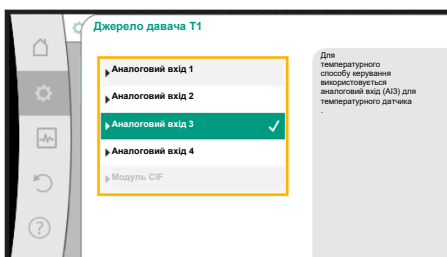 Джерело давача T1
Аналоговий вхід 1
Аналоговий вхід 2
Аналоговий вхід 3
Аналоговий вхід 4
Модуль CIF
Для
температурного
способу керування
використовується
аналоговий вхід (AI3) для
температурного датчика
.